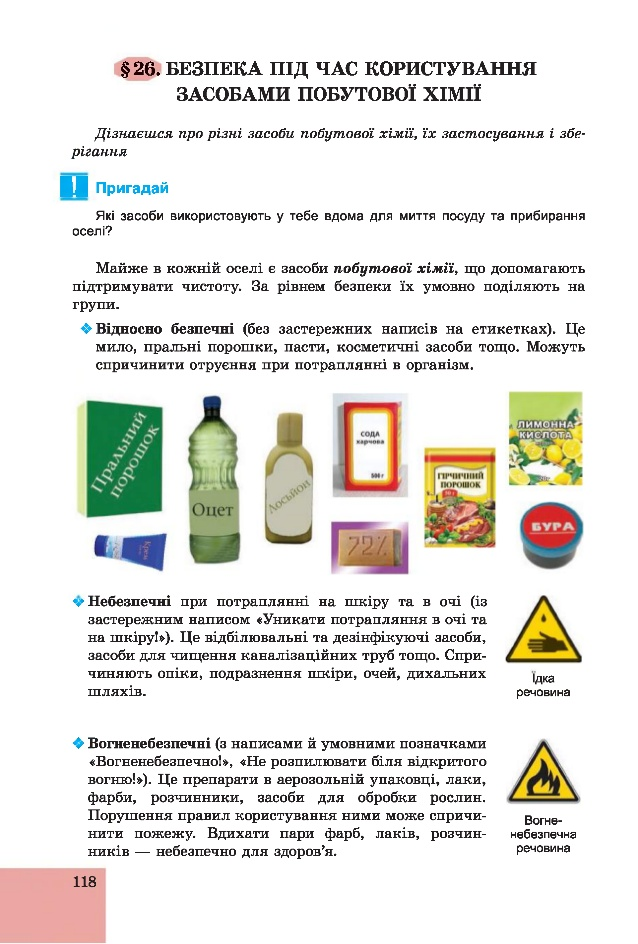 § 26. БЕЗПЕКА ПІД ЧАС КОРИСТУВАННЯ
ЗАСОБАМИ ПОБУТОВОЇ ХІМІЇ
Дізнаєшся про різні засоби побутової хімії, їх застосування і збе-
рігання
! Пригадай
Які засоби використовують у тебе вдома для миття посуду та прибирання
оселі?
Майже в кожній оселі є засоби побутової хімії, що допомагають
підтримувати чистоту. За рівнем безпеки їх умовно поділяють на
групи.
Відносно безпечні (без застережних написів на етикетках). Це
мило, пральні порошки, пасти, косметичні засоби тощо. Можуть
спричинити отруєння при потраплянні в організм.
Пральний
порошок
Крем
Оцет
Лосьйон
СОДА
харчова
500 г
72%
ГІРЧИЧНИЙ
ПОРОШОК
ЛИМОННА
КИСЛОТА
БУРА
Небезпечні при потраплянні на шкіру та в очі (із
застережним написом «Уникати потрапляння в очі та
на шкіру!»). Це відбілювальні та дезінфікуючі засоби,
засоби для чищення каналізаційних труб тощо. Спри-
чиняють опіки, подразнення шкіри, очей, дихальних
шляхів.
Їдка
речовина
Вогненебезпечні (з написами й умовними позначками
«Вогненебезпечно!», «Не розпилювати біля відкритого
вогню!»). Це препарати в аерозольній упаковці, лаки,
фарби, розчинники, засоби для обробки рослин.
Порушення правил користування ними може спричи-
нити пожежу. Вдихати пари фарб, лаків, розчин-
ників — небезпечно для здоров'я.
Вогне-
небезпечна
речовина
118